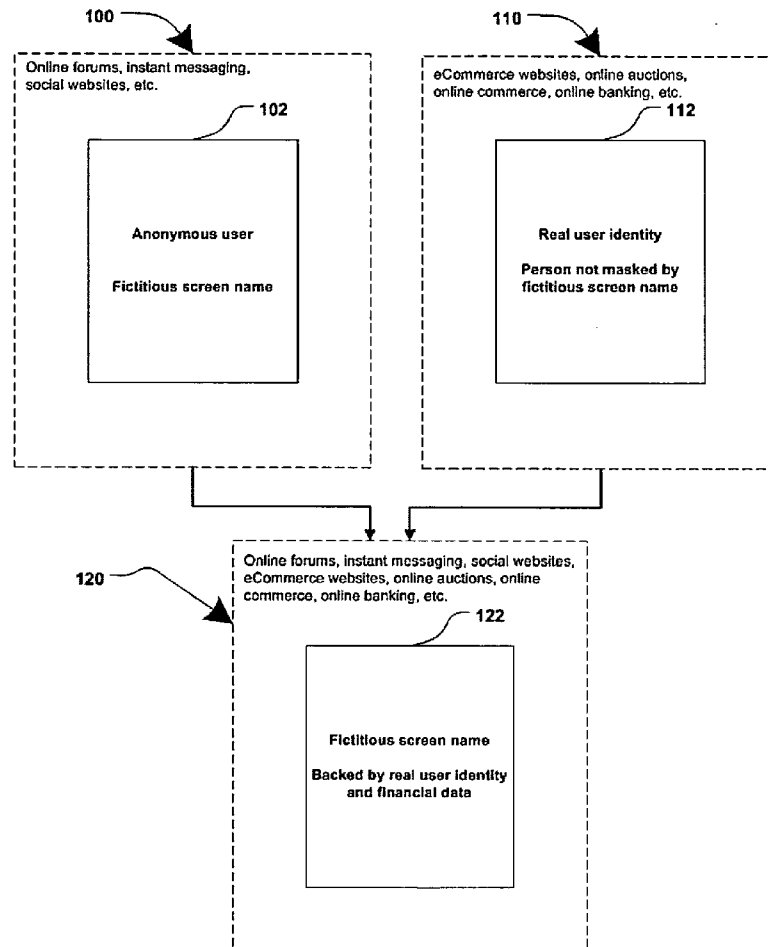 100
Online forums, instant messaging,
social websites, etc.
102
Anonymous user
Fictitious screen name
110
eCommerce websites, online auctions,
online commerce, online banking, etc.
112
Real user identity
Person not masked by
fictitious screen name
120
Online forums, instant messaging, social websites,
eCommerce websites, online auctions, online
commerce, online banking, etc.
122
Fictitious screen name
Backed by real user identity
and financial data